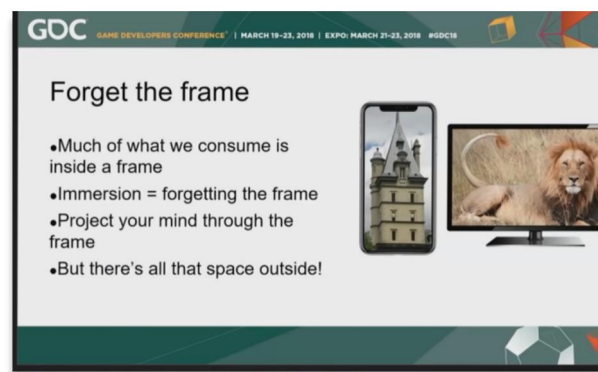 GDC GAME DEVELOPERS CONFERENCE® | MARCH 19–23, 2018 | EXPO: MARCH 21–23, 2018 #GDC18
Forget the frame
•Much of what we consume is
inside a frame
•Immersion = forgetting the frame
•Project your mind through the
frame
•But there's all that space outside!